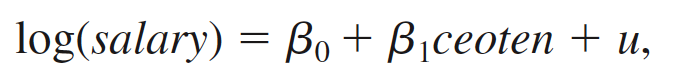 log(salary) = β₀ + β₁ceoten + u,